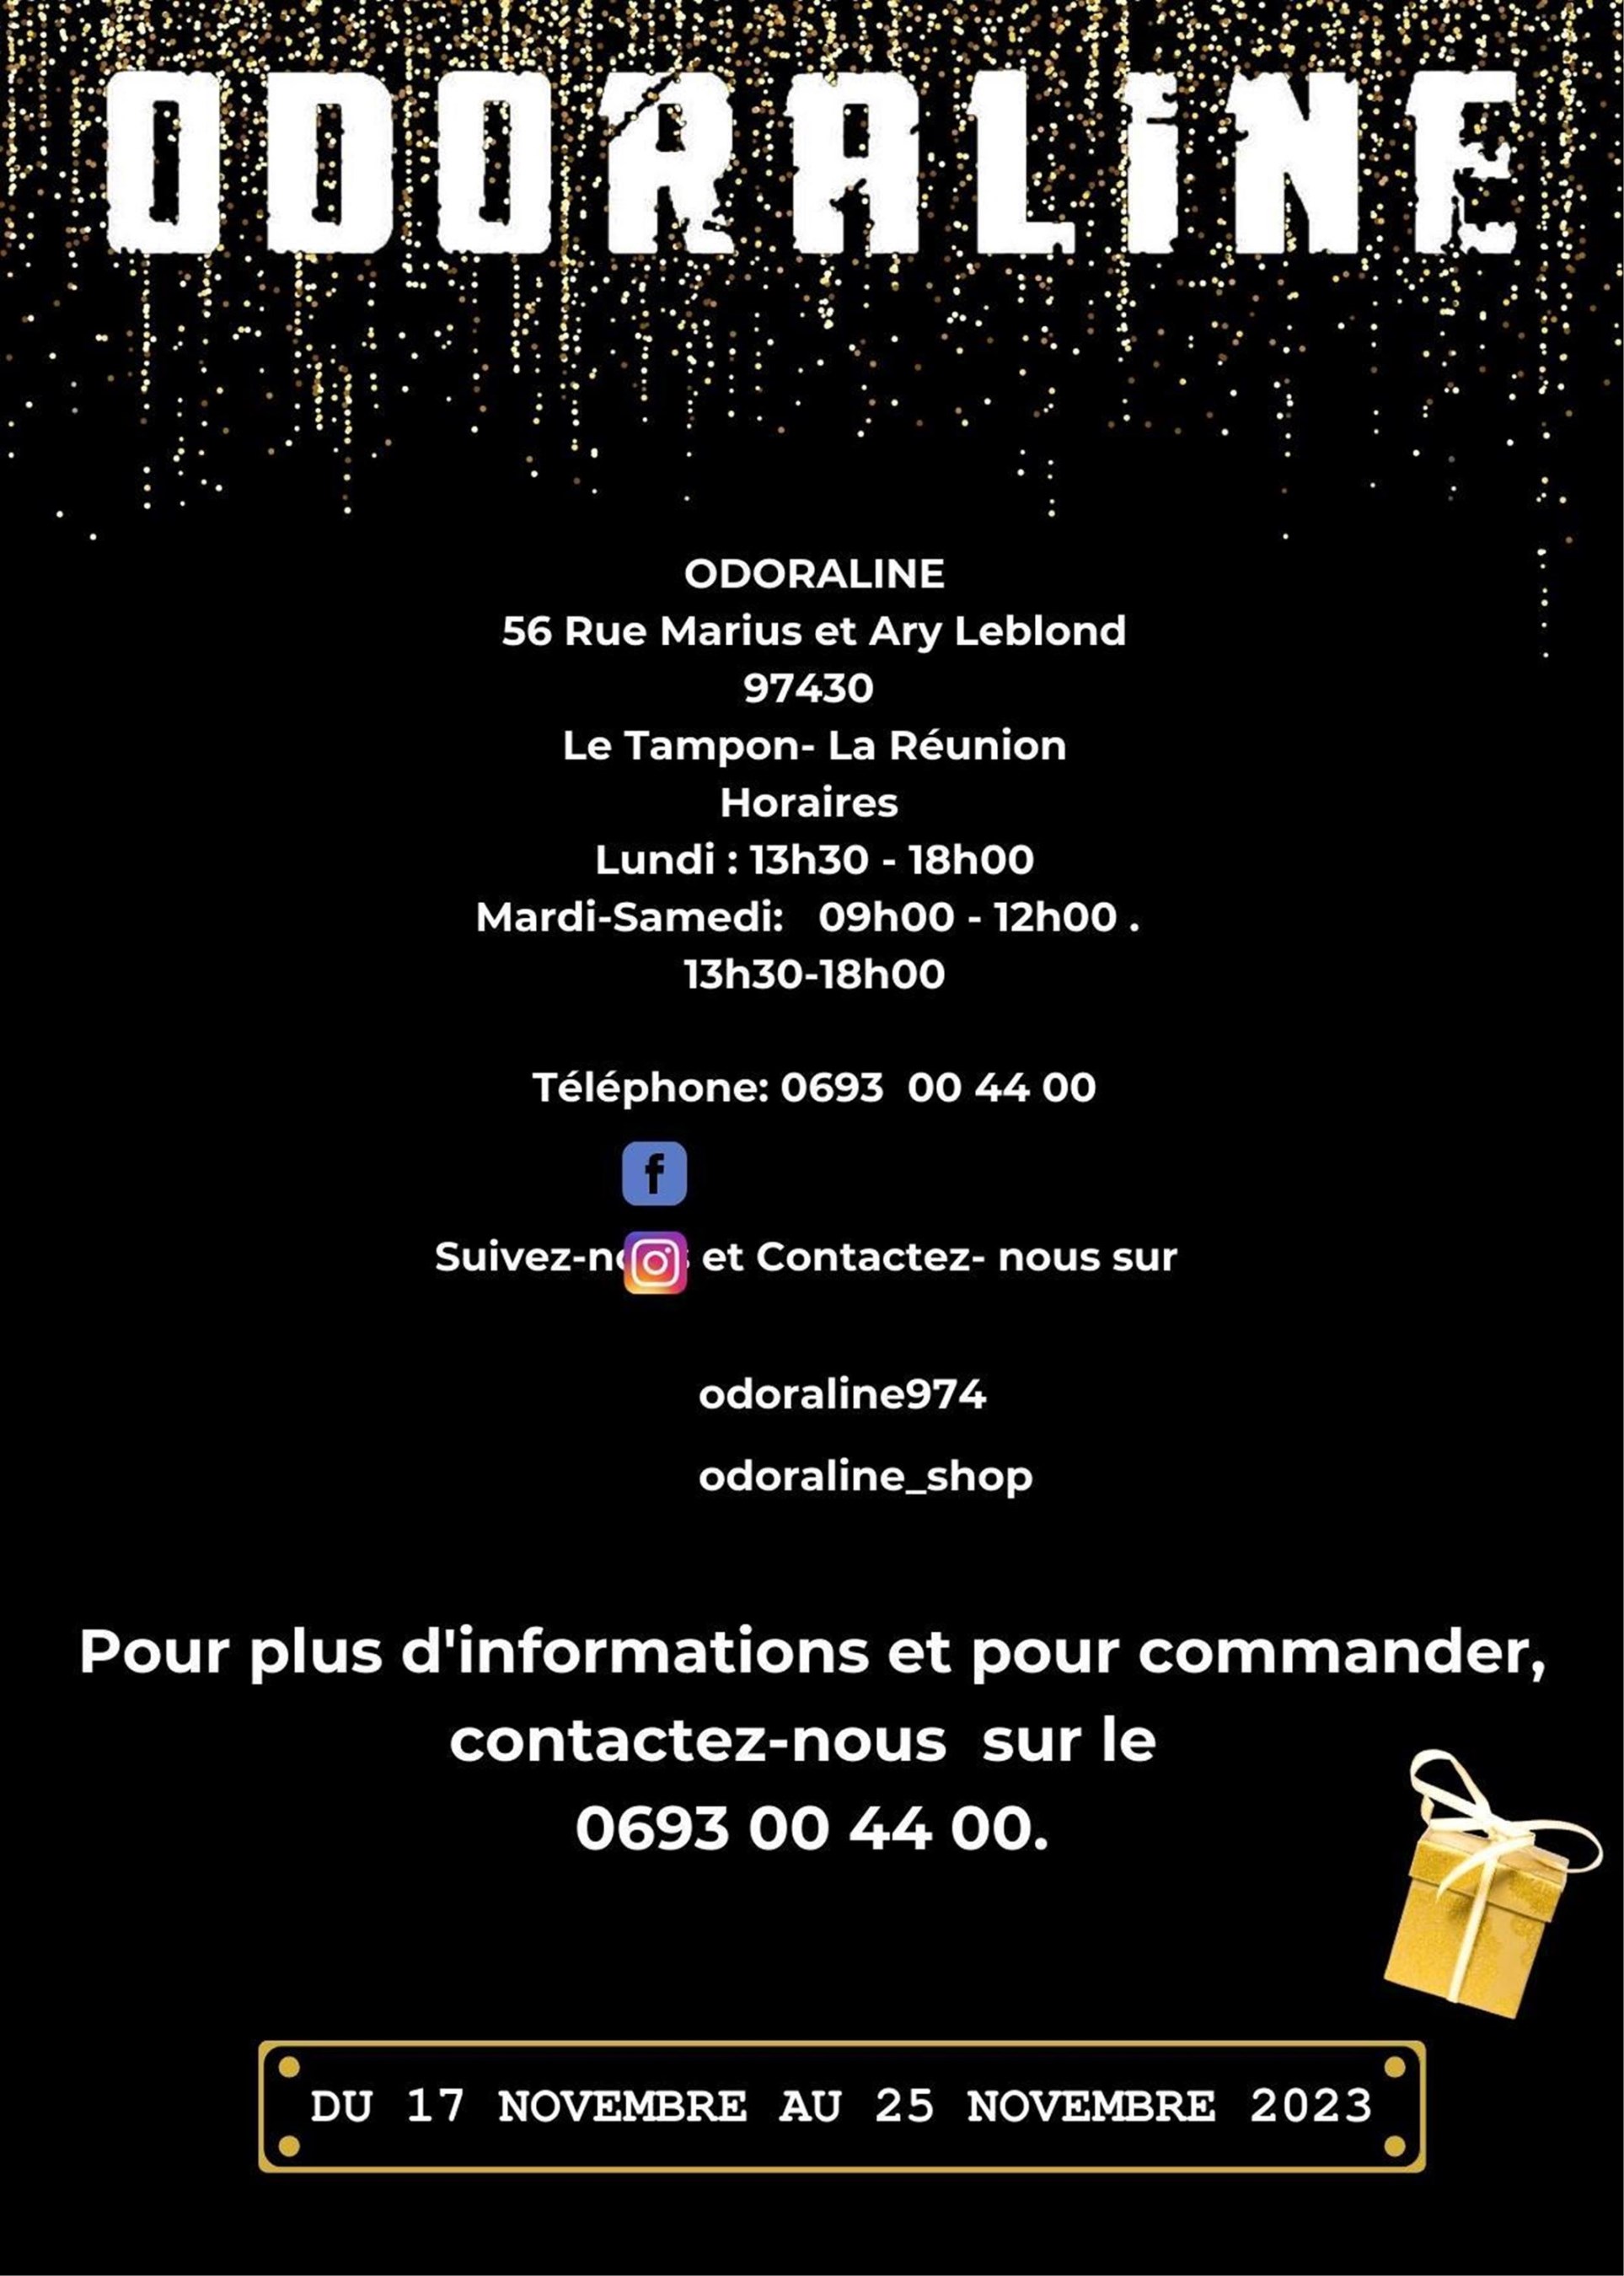 ODORALINE
ODORALINE
56 Rue Marius et Ary Leblond
97430
Le Tampon- La Réunion
Horaires
Lundi : 13h30 - 18h00
Mardi-Samedi: 09h00 - 12h00 .
13h30-18h00
Téléphone: 0693 00 44 00
f
et Contactez- nous sur
odoraline974
odoraline_shop
Pour plus d'informations et pour commander,
contactez-nous sur le
0693 00 44 00.
DU 17 NOVEMBRE AU 25 NOVEMBRE 2023